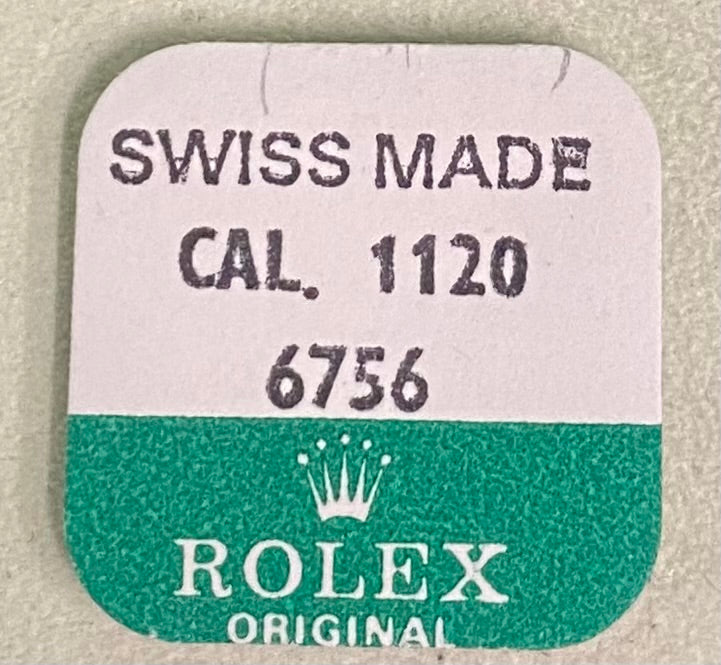 SWISS MADE
CAL. 1120
6756
ROLEX
ORIGINAL